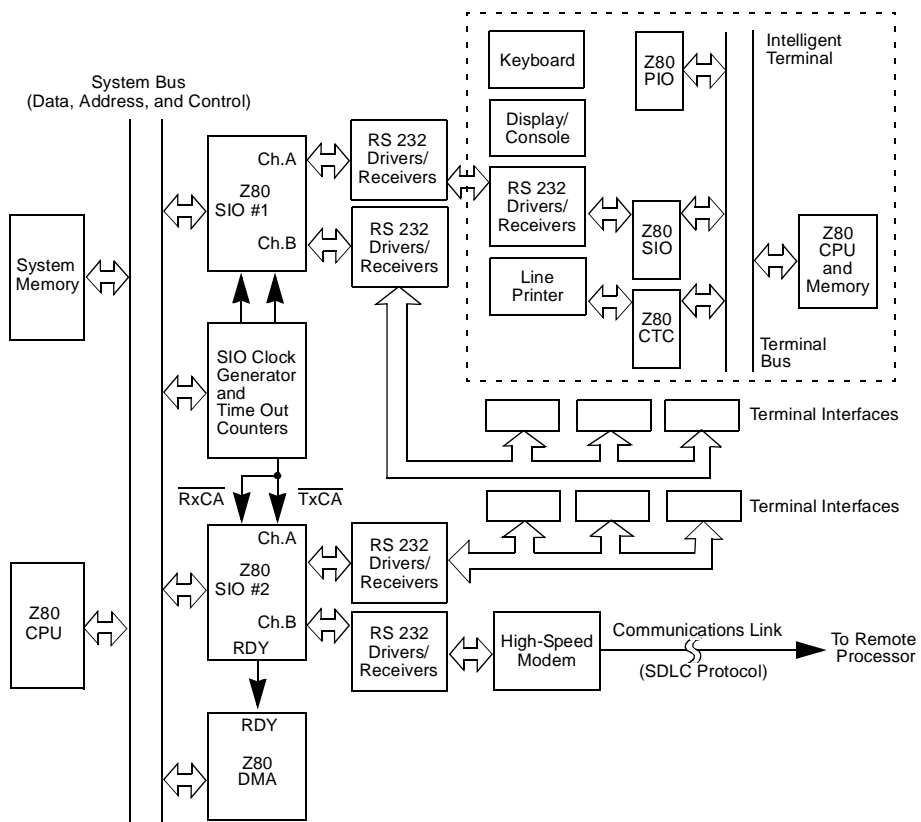 System Bus
(Data, Address, and Control)
System
Memory
Z80
CPU
Ch.A
Z80
SIO #1
Ch.B
SIO Clock
Generator
and
Time Out
Counters
RxCA
TxCA
Ch.A
Z80
SIO #2
Ch.B
RDY
RDY
Z80
DMA
RS 232
Drivers/
Receivers
RS 232
Drivers/
Receivers
RS 232
Drivers/
Receivers
RS 232
Drivers/
Receivers
Keyboard
Display/
Console
RS 232
Drivers/
Receivers
Line
Printer
Z80
PIO
Z80
SIO
Z80
CTC
Intelligent
Terminal
Z80
CPU
and
Memory
Terminal
Bus
Terminal Interfaces
Terminal Interfaces
High-Speed
Modem
Communications Link
(SDLC Protocol)
To Remote
Processor